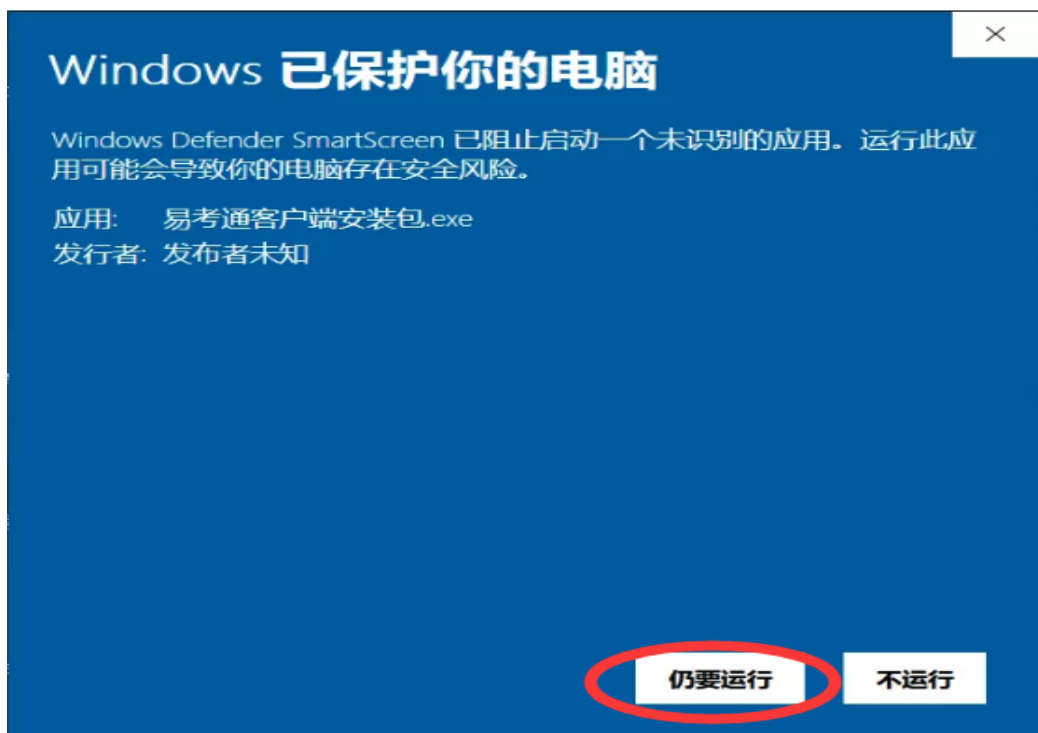 Windows 已保护你的电脑
Windows Defender SmartScreen 已阻止启动一个未识别的应用。运行此应
用可能会导致你的电脑存在安全风险。
应用: 易考通客户端安装包.exe
发行者: 发布者未知
仍要运行 不运行